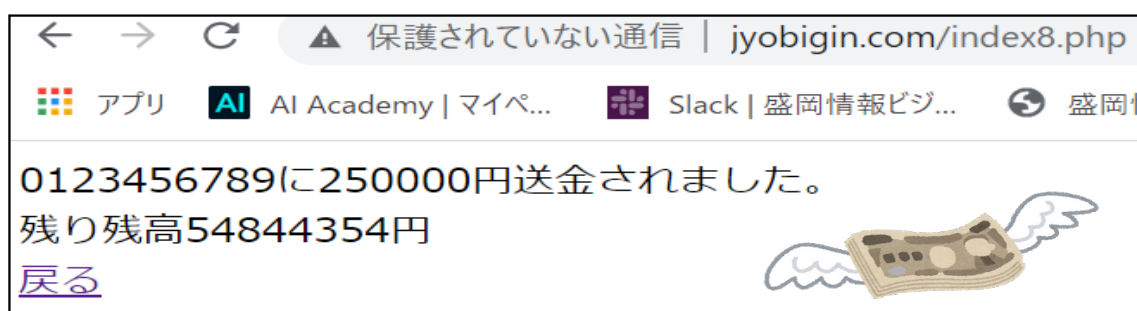 保護されていない通信 | jyobigin.com/index8.php
アプリ AI AI Academy | マイペ... Slack | 盛岡情報ビジ... 盛岡
0123456789に250000円送金されました。
残り残高54844354円
戻る